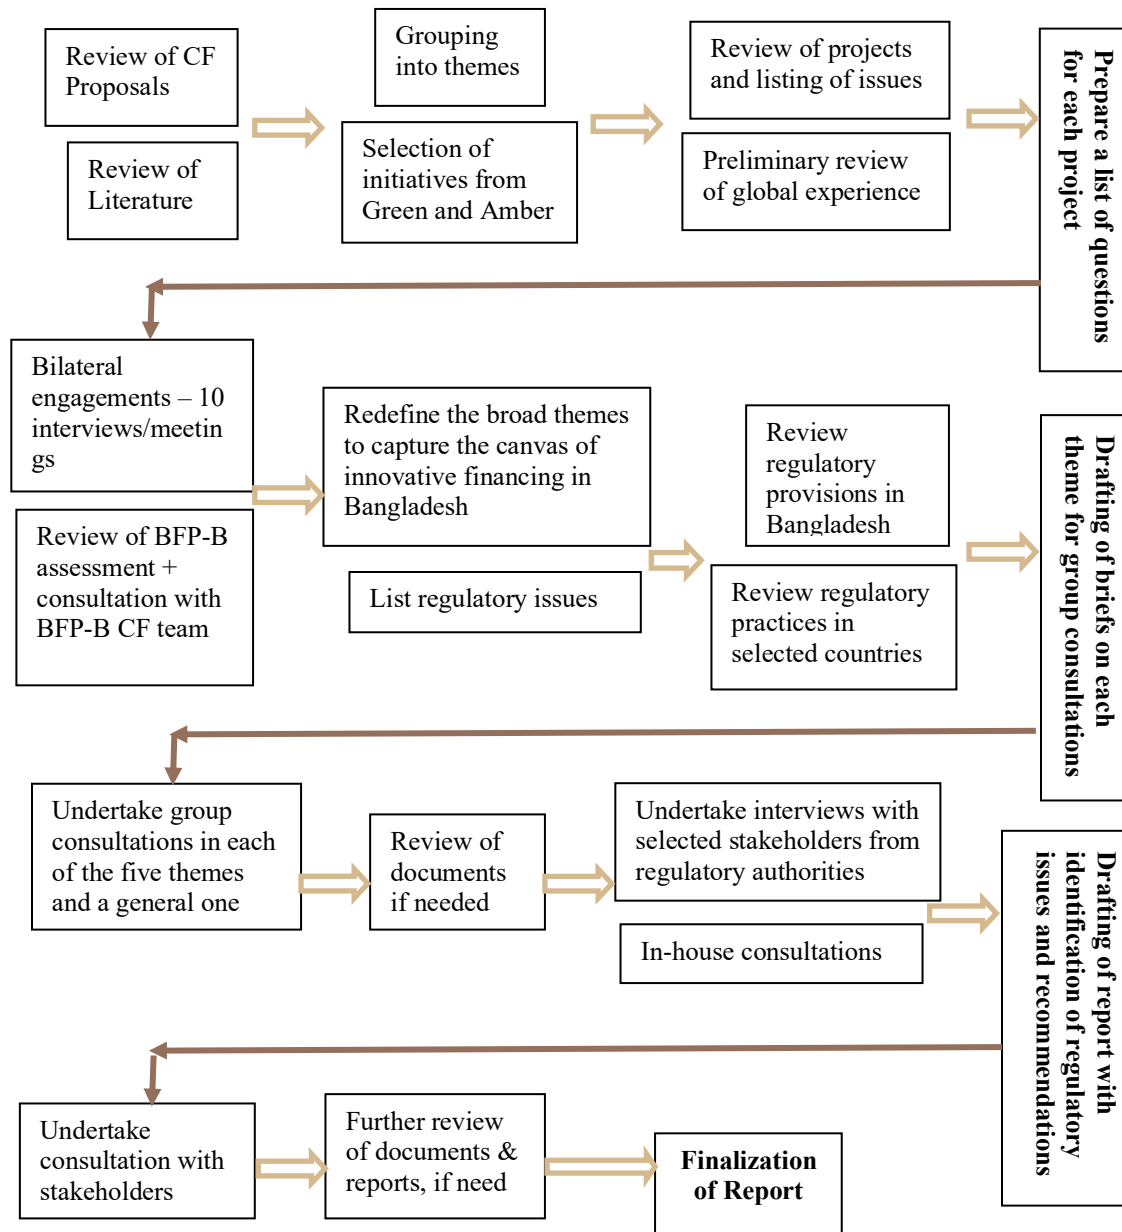 Review of CF
Proposals
Review of
Literature
Grouping
into themes
Selection of
initiatives from
Green and Amber
Review of projects
and listing of issues
Preliminary review
of global experience
Prepare a list of questions
for each project
Bilateral
engagements – 10
interviews/meetin
gs
Review of BFP-B
assessment +
consultation with
BFP-B CF team
Redefine the broad themes
to capture the canvas of
innovative financing in
Bangladesh
List regulatory issues
Review
regulatory
provisions in
Bangladesh
Review regulatory
practices in
selected countries
Drafting of briefs on each
theme for group consultations
Undertake group
consultations in each
of the five themes
and a general one
Review of
documents
if needed
Undertake interviews with
selected stakeholders from
regulatory authorities
In-house consultations
Drafting of report with
identification of regulatory
issues and recommendations
Undertake
consultation with
stakeholders
Further review
of documents &
reports, if need
Finalization
of Report